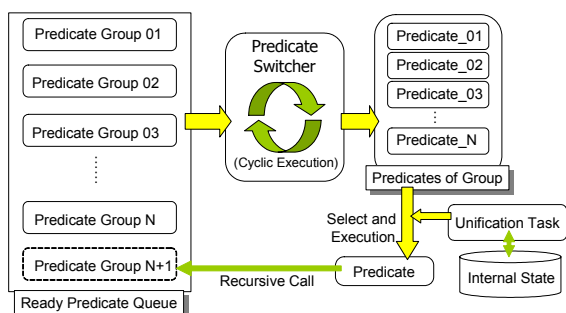 Predicate Group 01
Predicate Group 02
Predicate Group 03
Predicate Group N
Predicate Group N+1
Ready Predicate Queue
Predicate
Switcher
(Cyclic Execution)
Predicate_01
Predicate_02
Predicate_03
Predicate_N
Predicates of Group
Select and
Execution
Unification Task
Internal State
Predicate
Recursive Call